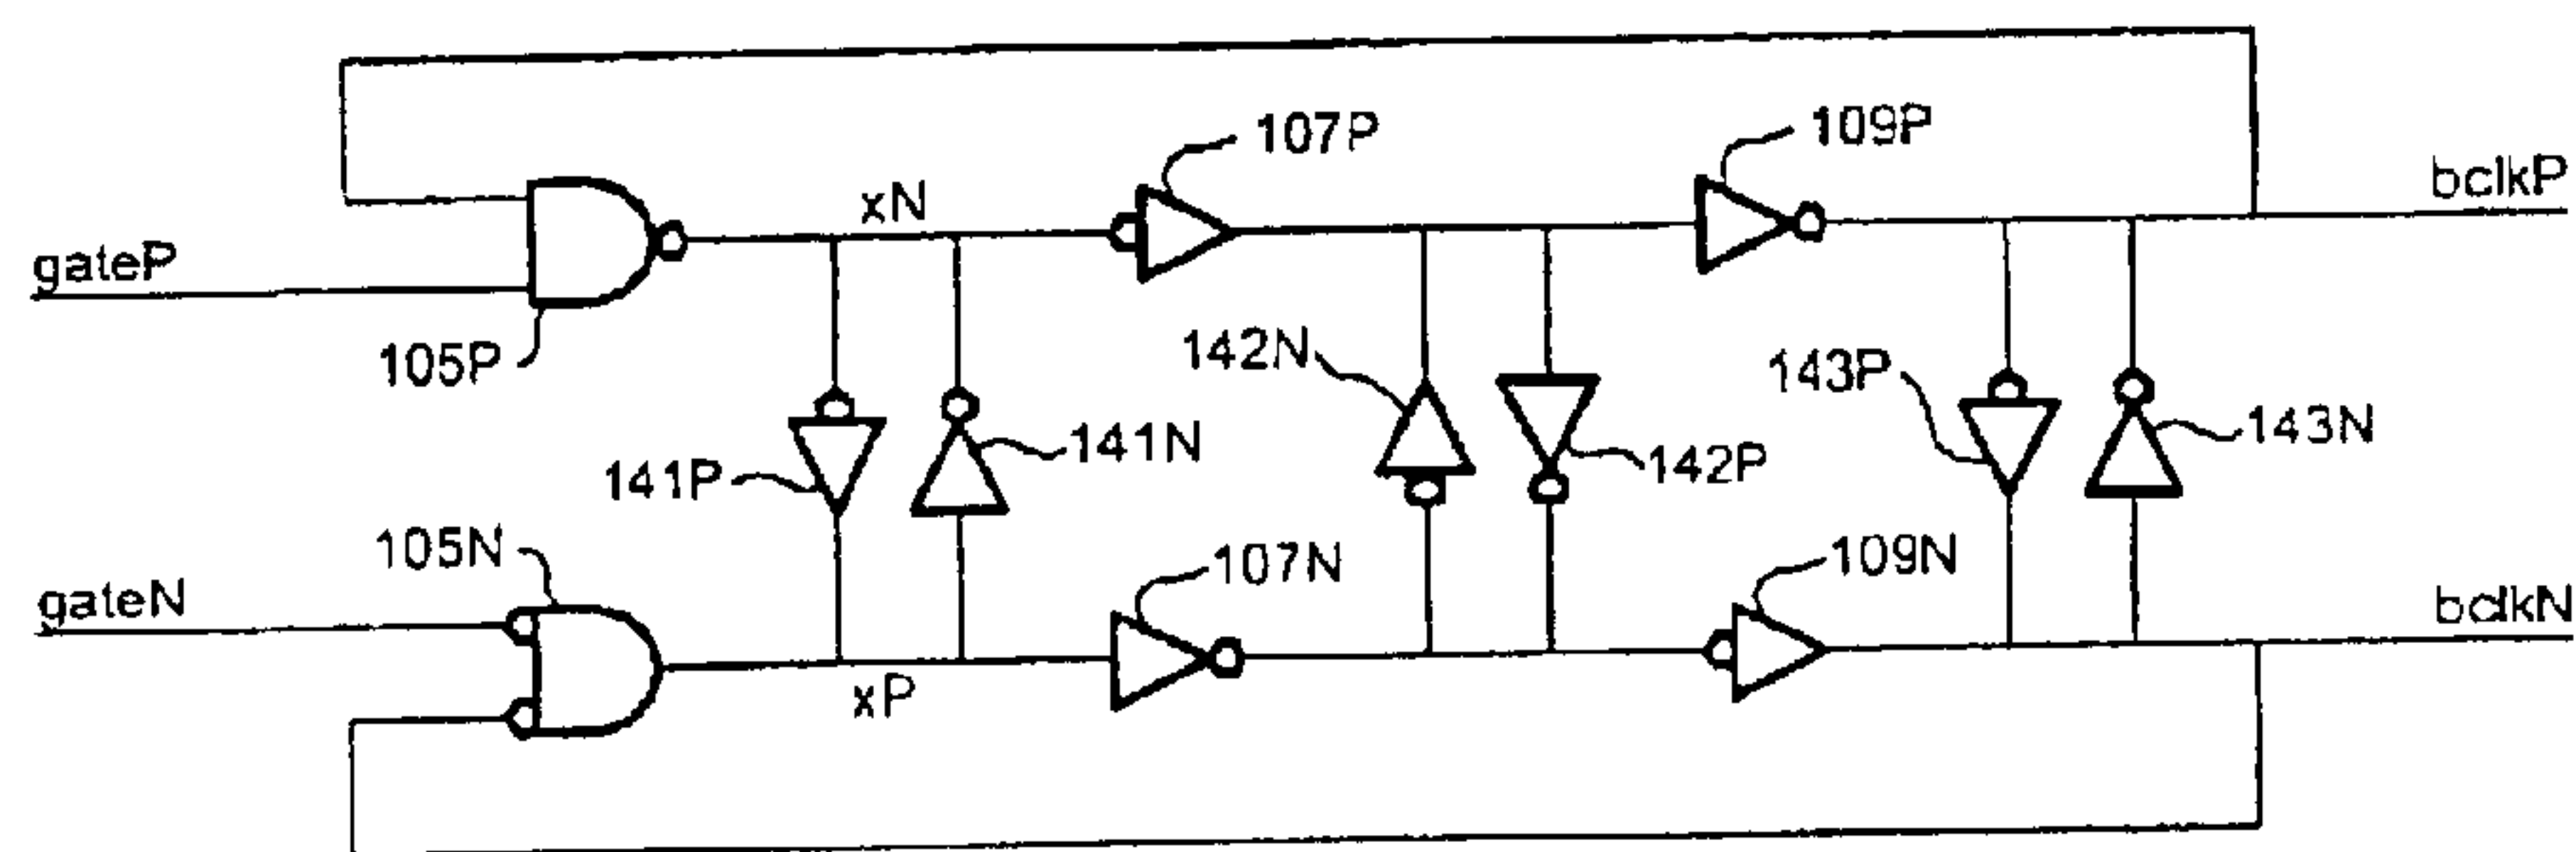 107P
109P
bclkP
xN
gateP
105P
142N
143P
141N
143N
141P
142P
105N
107N
109N
gateN
bclkN
xP